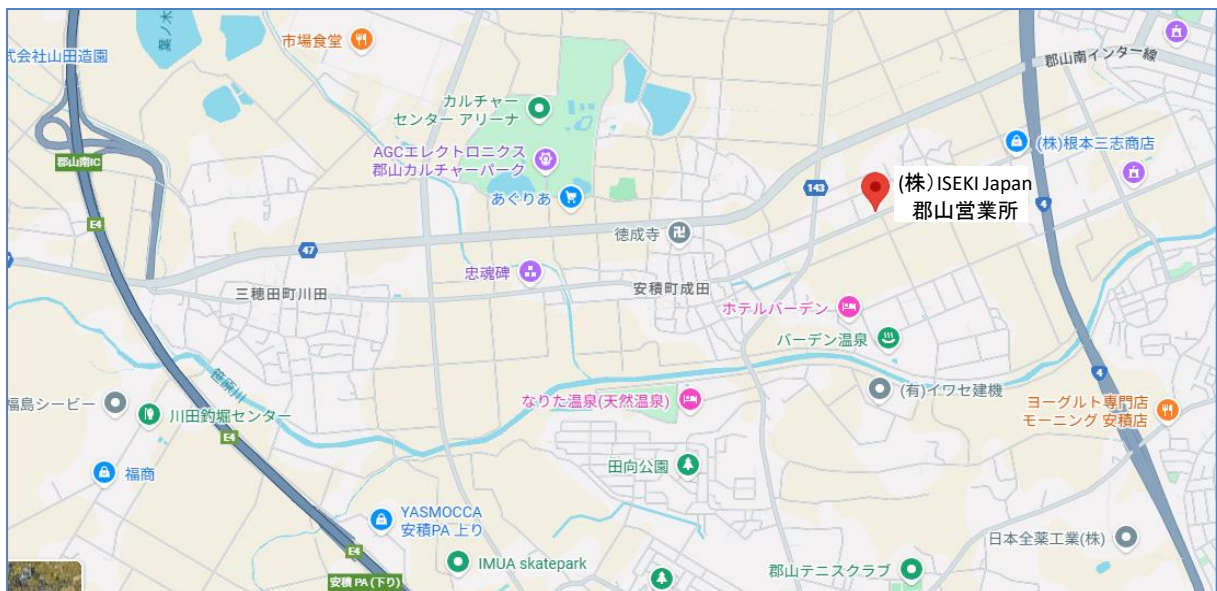 葉ノ木
式会社山田造園
市場食堂
郡山南インター線
カルチャー
センター アリーナ
郡山南IC
AGCエレクトロニクス
郡山カルチャーパーク
(株)根本三志商店
143
(株)ISEKI Japan
郡山営業所
あぐりあ
4
E4
徳成寺
47
忠魂碑
三穂田町川田
安積町成田
ホテルバーデン
バーデン温泉
4
笹原川
福島シービー
川田釣堀センター
なりた温泉(天然温泉)
(有)イワセ建機
ヨーグルト専門店
モーニング 安積店
E4
福商
田向公園
YASMOCCA
安積PA 上り
日本全薬工業(株)
E4
IMUA skatepark
郡山テニスクラブ
安積 PA (下り)